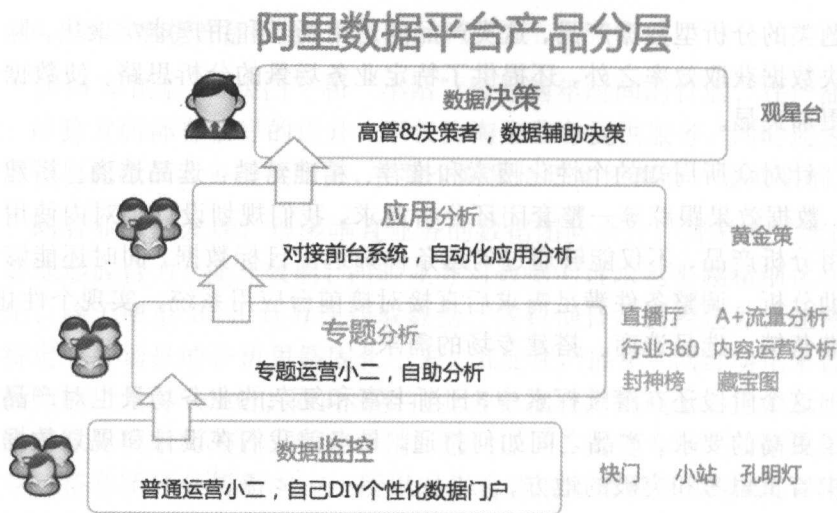 阿里数据平台产品分层
数据决策
高管&决策者，数据辅助决策
观星台
应用分析
对接前台系统，自动化应用分析
黄金策
专题分析
专题运营小二，自助分析
直播厅 A+流量分析
行业360 内容运营分析
封神榜 藏宝图
数据监控
普通运营小二，自己DIY个性化数据门户
快门 小站 孔明灯